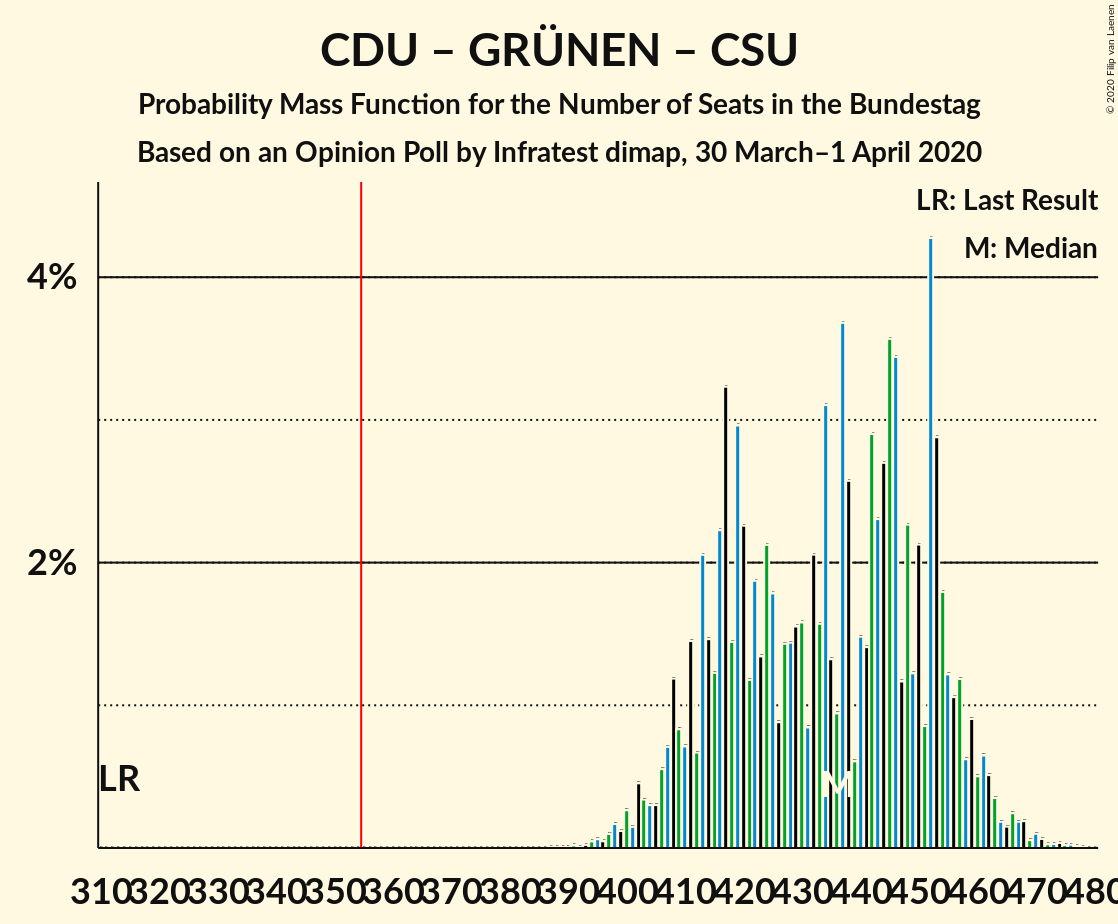 CDU – GRÜNEN – CSU
Probability Mass Function for the Number of Seats in the Bundestag
Based on an Opinion Poll by Infratest dimap, 30 March–1 April 2020
© 2020 Filip van Laenen
LR: Last Result
M: Median
4%
2%
LR
M
310 320 330 340 350 360 370 380 390 400 410 420 430 440 450 460 470 480